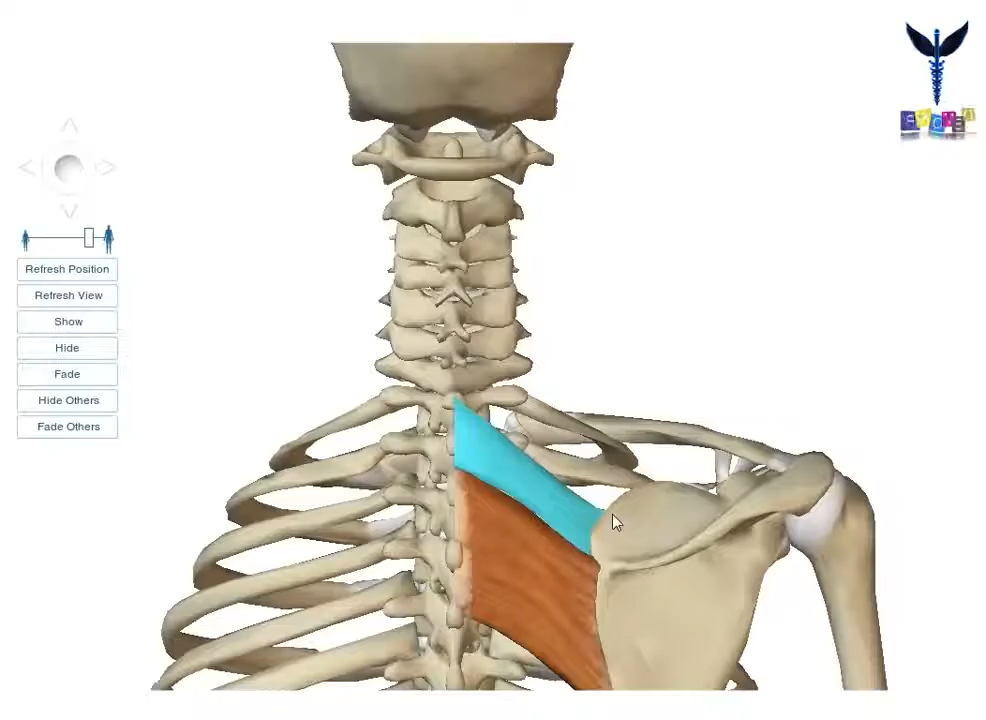 Refresh Position
Refresh View
Show
Hide
Fade
Hide Others
Fade Others